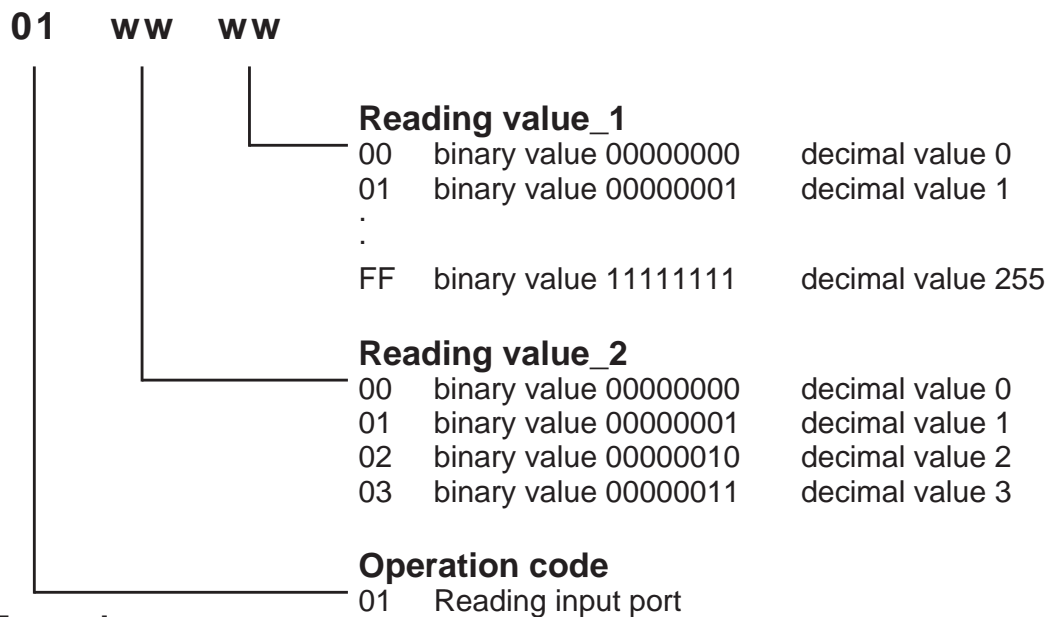 01 ww ww
Reading value_1
00 binary value 00000000 decimal value 0
01 binary value 00000001 decimal value 1
.
.
FF binary value 11111111 decimal value 255
Reading value_2
00 binary value 00000000 decimal value 0
01 binary value 00000001 decimal value 1
02 binary value 00000010 decimal value 2
03 binary value 00000011 decimal value 3
Operation code
01 Reading input port